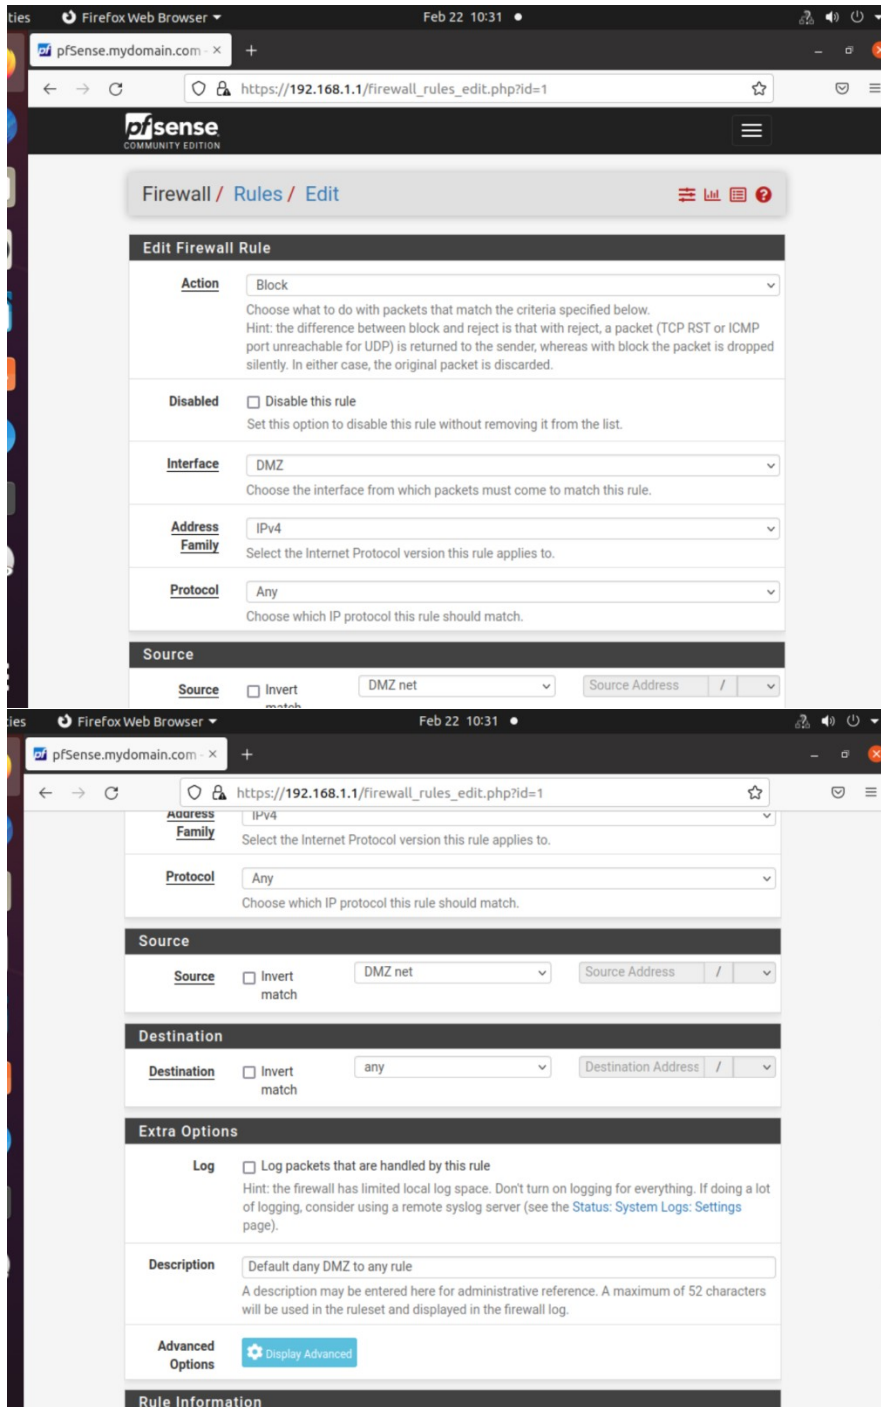 ties Firefox Web Browser Feb 22 10:31
pfSense.mydomain.com - × +
https://192.168.1.1/firewall_rules_edit.php?id=1
pfsense
COMMUNITY EDITION
Firewall / Rules / Edit
Edit Firewall Rule
Action Block
Choose what to do with packets that match the criteria specified below.
Hint: the difference between block and reject is that with reject, a packet (TCP RST or ICMP
port unreachable for UDP) is returned to the sender, whereas with block the packet is dropped
silently. In either case, the original packet is discarded.
Disabled Disable this rule
Set this option to disable this rule without removing it from the list.
Interface DMZ
Choose the interface from which packets must come to match this rule.
Address IPv4
Family Select the Internet Protocol version this rule applies to.
Protocol Any
Choose which IP protocol this rule should match.
Source
Source Invert DMZ net Source Address /
match
ties Firefox Web Browser Feb 22 10:31
pfSense.mydomain.com - × +
https://192.168.1.1/firewall_rules_edit.php?id=1
Address IPv4
Family Select the Internet Protocol version this rule applies to.
Protocol Any
Choose which IP protocol this rule should match.
Source
Source Invert DMZ net Source Address /
match
Destination
Destination Invert any Destination Address /
match
Extra Options
Log Log packets that are handled by this rule
Hint: the firewall has limited local log space. Don't turn on logging for everything. If doing a lot
of logging, consider using a remote syslog server (see the Status: System Logs: Settings
page).
Description Default dany DMZ to any rule
A description may be entered here for administrative reference. A maximum of 52 characters
will be used in the ruleset and displayed in the firewall log.
Advanced Display Advanced
Options
Rule Information